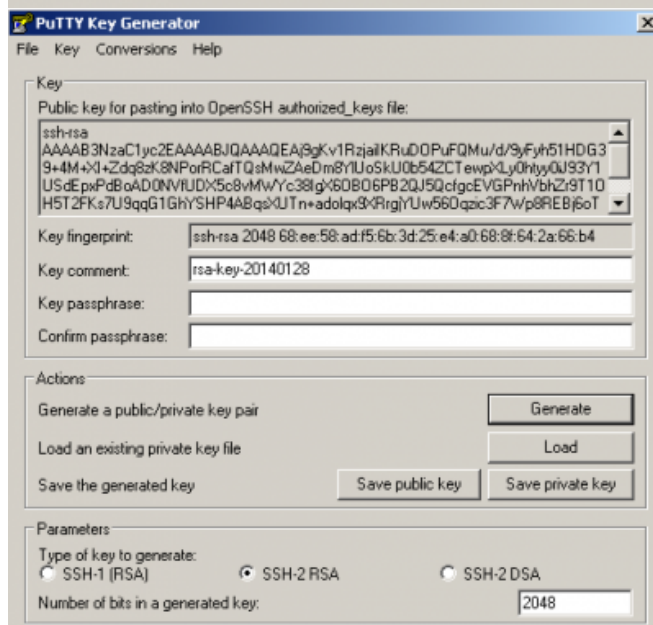 PuTTY Key Generator
File Key Conversions Help
Key
Public key for pasting into OpenSSH authorized_keys file:
ssh-rsa
Key fingerprint: ssh-rsa 2048 68:ee:58:ad:f5:6b:3d:25:e4:a0:68:8f:64:2a:66:b4
Key comment: rsa-key-20140128
Key passphrase:
Confirm passphrase:
Actions
Generate a public/private key pair Generate
Load an existing private key file Load
Save the generated key Save public key Save private key
Parameters
Type of key to generate:
SSH-1 (RSA) SSH-2 RSA SSH-2 DSA
Number of bits in a generated key: 2048